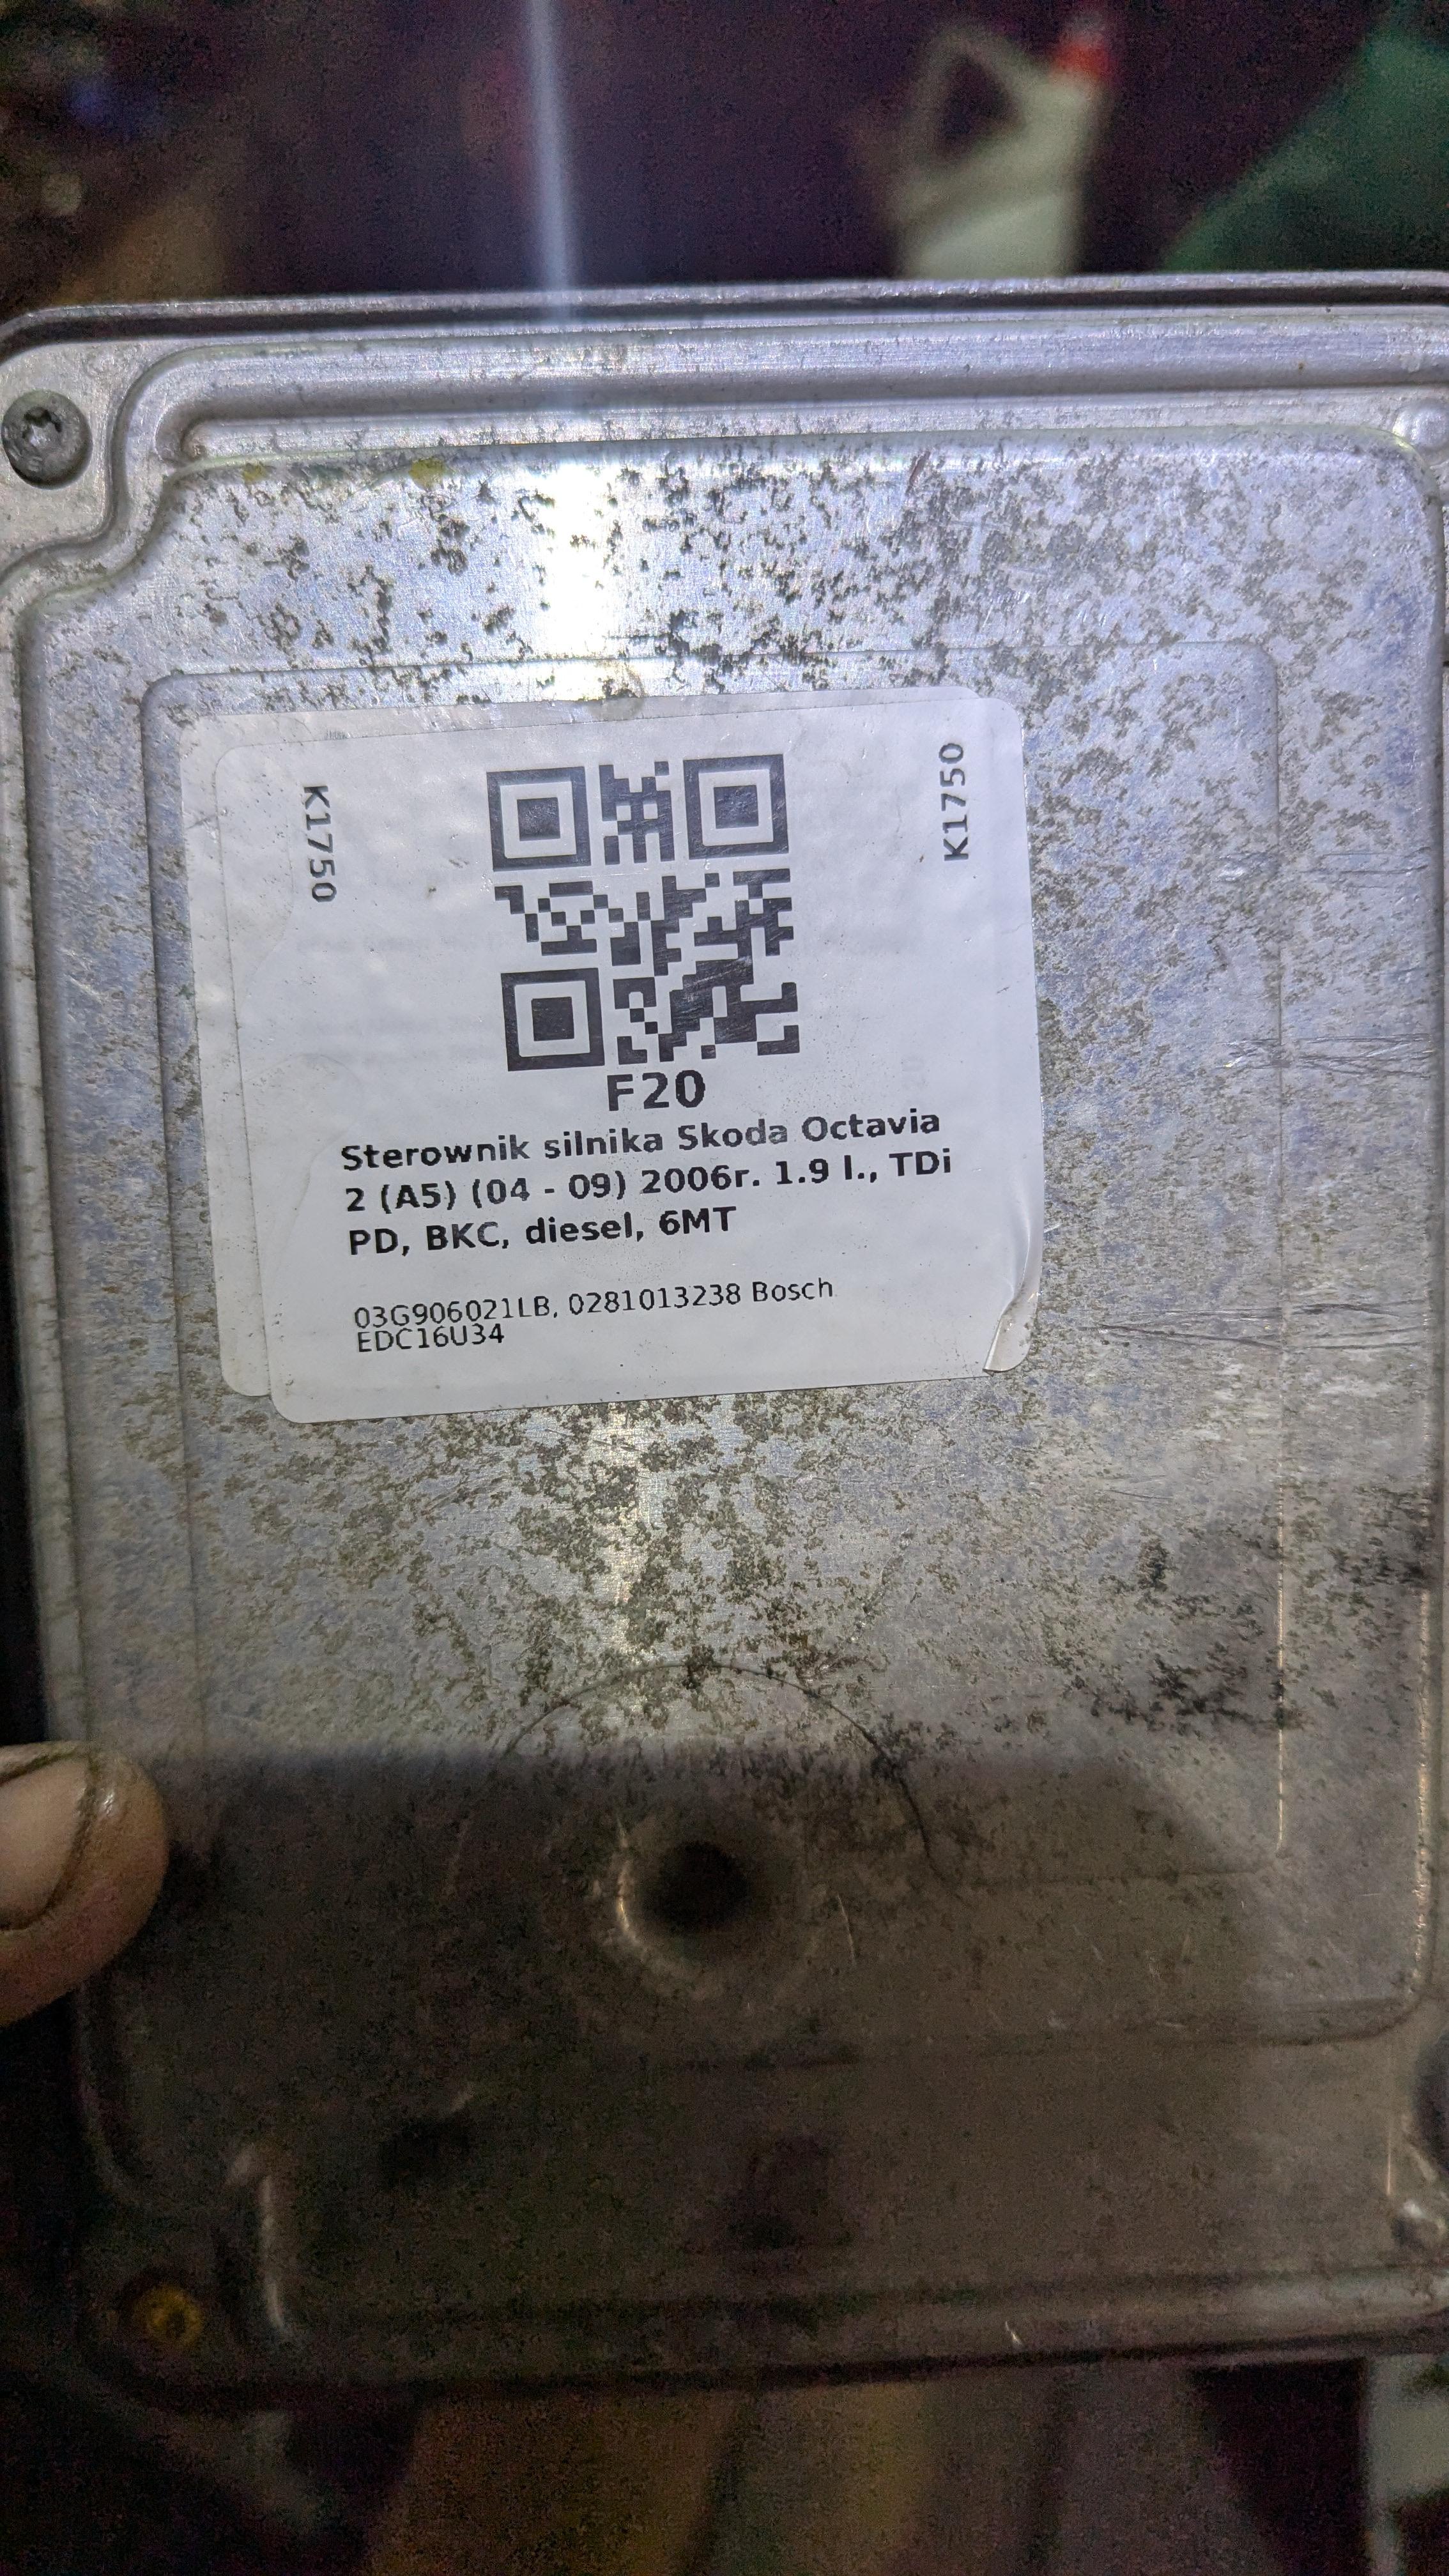 K1750
K1750
F20
Sterownik silnika Skoda Octavia
2 (A5) (04 - 09) 2006r. 1.9 l., TDi
PD, BKC, diesel, 6MT
03G906021LB, 0281013238 Bosch
EDC16U34